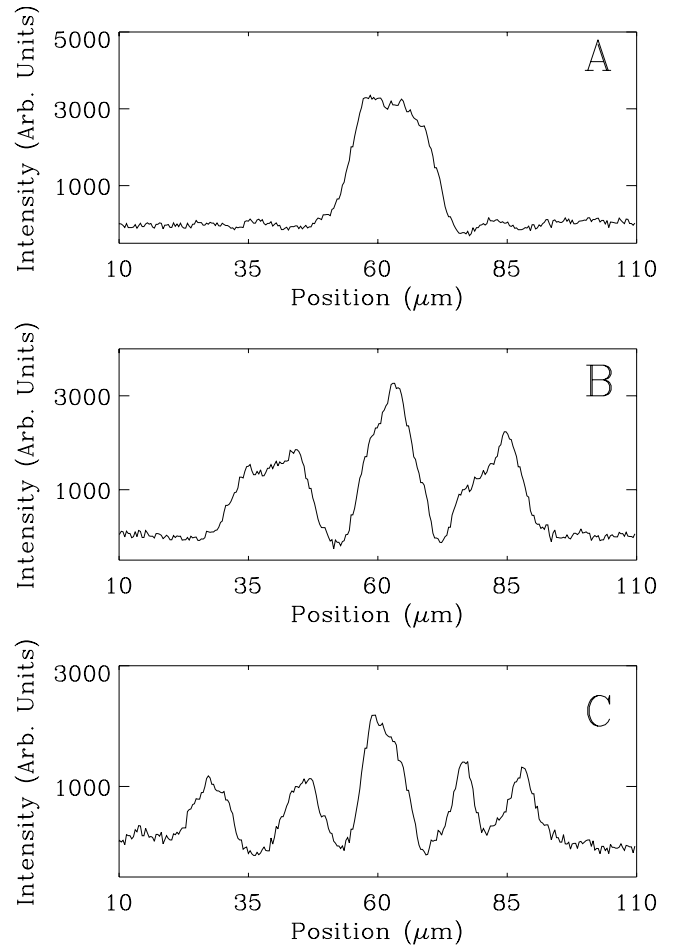 A
5000
3000
1000
Intensity (Arb. Units)
10 35 60 85 110
Position (μm)
B
3000
1000
Intensity (Arb. Units)
10 35 60 85 110
Position (μm)
C
3000
1000
Intensity (Arb. Units)
10 35 60 85 110
Position (μm)